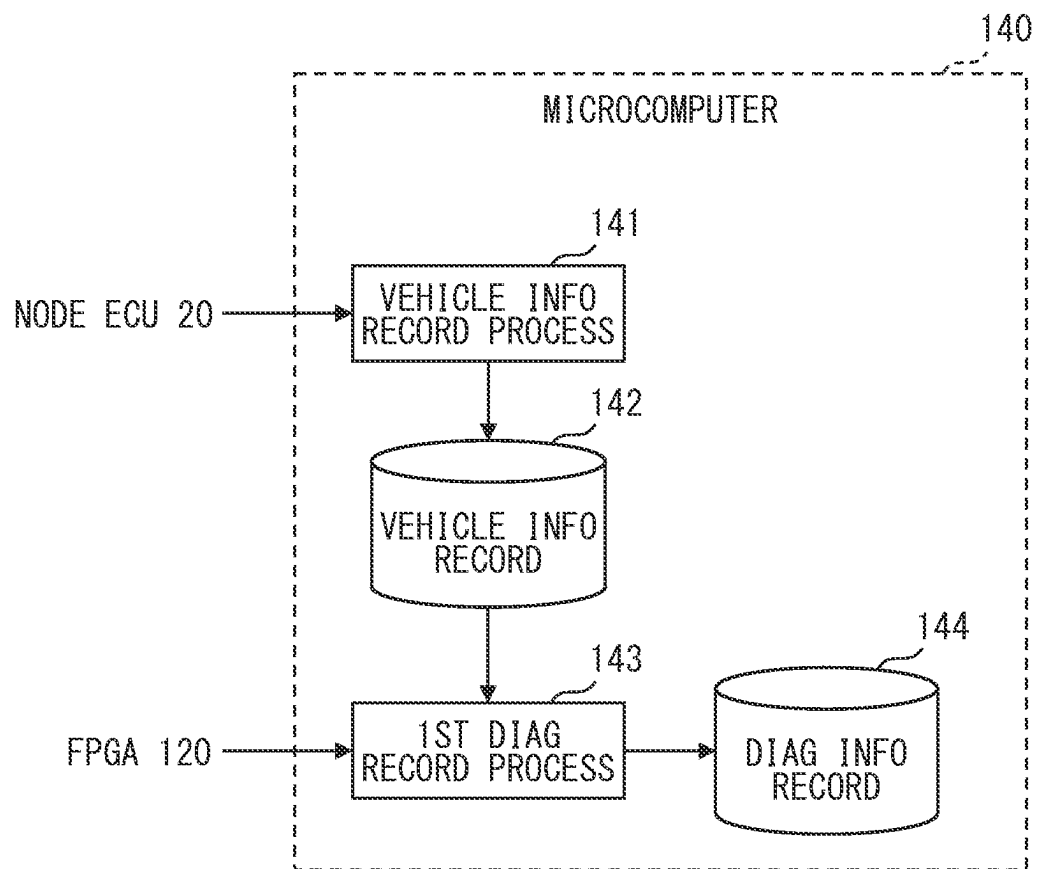 140
MICROCOMPUTER
141
NODE ECU 20
VEHICLE INFO
RECORD PROCESS
142
VEHICLE INFO
RECORD
143
144
FPGA 120
1ST DIAG
RECORD PROCESS
DIAG INFO
RECORD